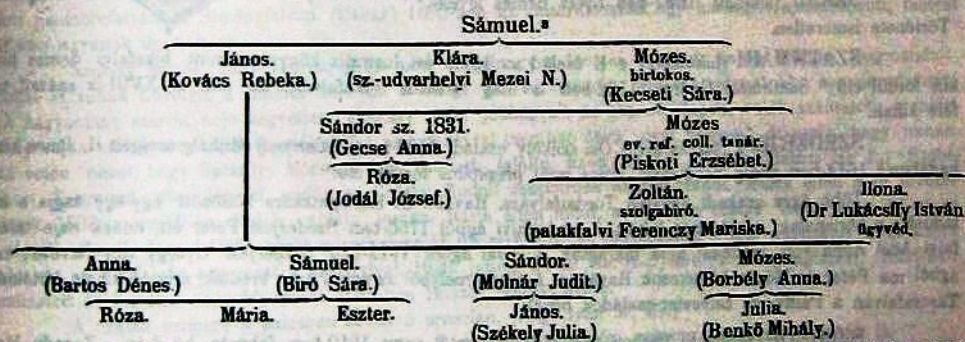 Sámuel.ª
János. Klára. Mózes.
birtokos.
(Kovács Rebeka.) (sz.-udvarhelyi Mezei N.) (Kecseti Sára.)
Sándor sz. 1831. Mózes
ev. ref. coll. tanár.
(Gecse Anna.) (Piskoti Erzsébet.)
Róza. Zoltán. Ilona.
(Jodál József.) szolgabiró. (Dr Lukácsffy István
(patakfalvi Ferenczy Mariska.) ügyvéd.
Anna. Sámuel. Sándor. Mózes.
(Bartos Dénes.) (Biró Sára.) (Molnár Judit.) (Borbély Anna.)
Róza. Mária. Eszter. János. Julia.
(Székely Julia.) (Benkő Mihály.)